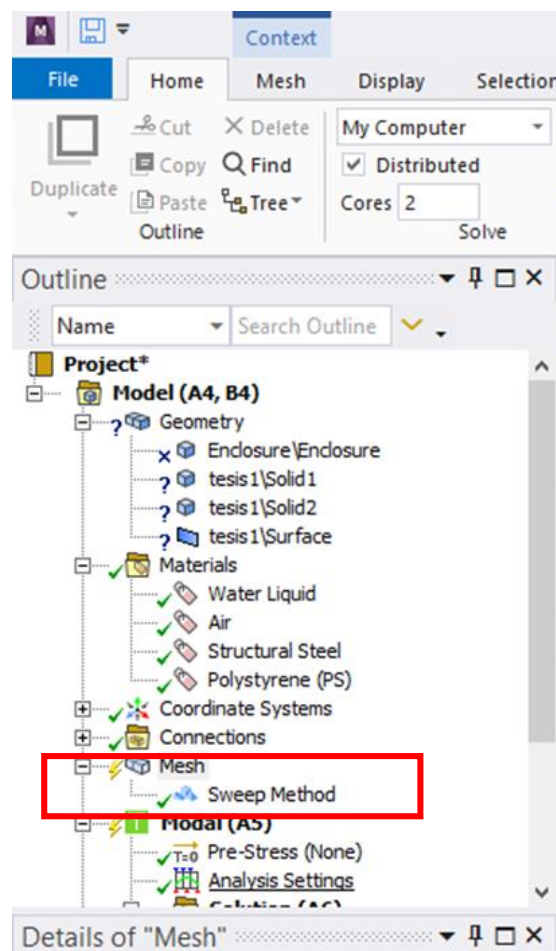 M
Context
File Home Mesh Display Selection
Duplicate
Cut Delete
Copy Find
Paste Tree
Outline
My Computer
Distributed
Cores 2
Solve
Outline
Name Search Outline
Project*
Model (A4, B4)
? Geometry
x Enclosure\Enclosure
? tesis1\Solid1
? tesis1\Solid2
? tesis1\Surface
Materials
Water Liquid
Air
Structural Steel
Polystyrene (PS)
Coordinate Systems
Connections
Mesh
Sweep Method
Modal (A5)
T=0 Pre-Stress (None)
Analysis Settings
Solution (A6)
Details of "Mesh"